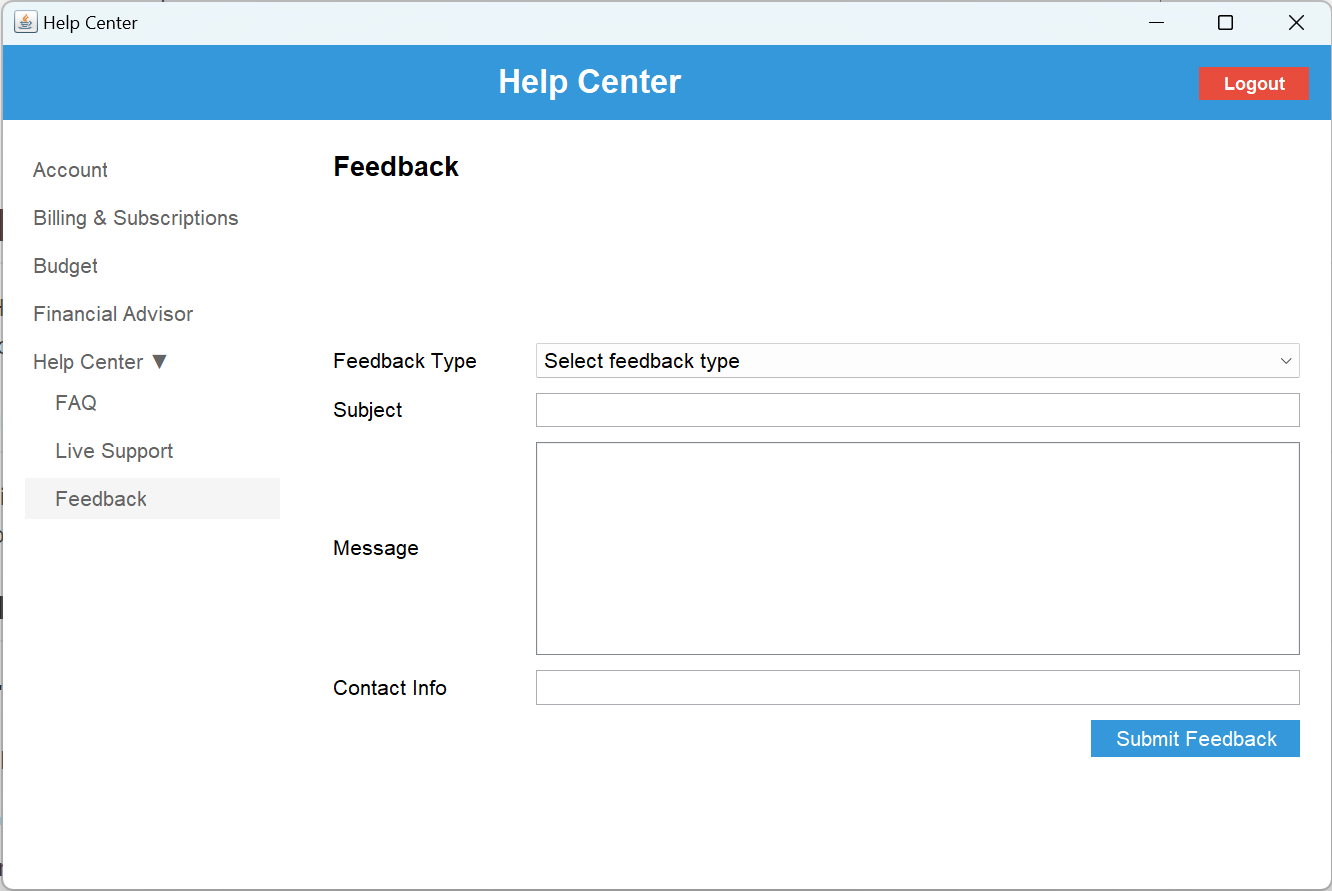 Help Center
Help Center
Logout
Account
Billing & Subscriptions
Budget
Financial Advisor
Help Center ▼
FAQ
Live Support
Feedback
Feedback
Feedback Type
Select feedback type
Subject
Message
Contact Info
Submit Feedback